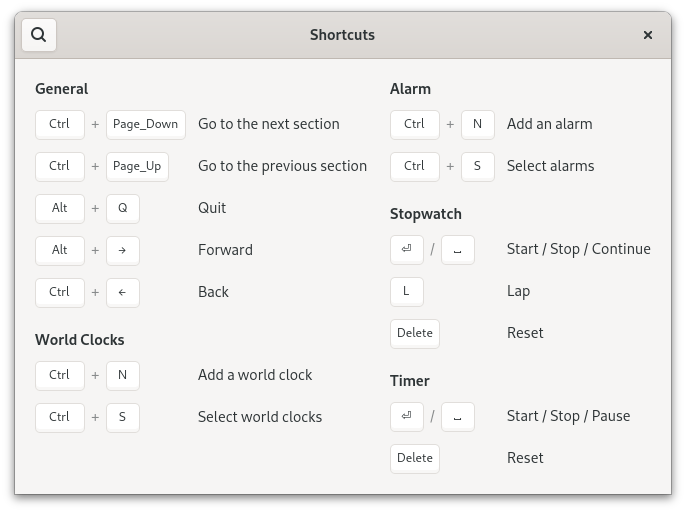 Shortcuts
General
Ctrl + Page_Down Go to the next section
Ctrl + Page_Up Go to the previous section
Alt + Q Quit
Alt + → Forward
Ctrl + ← Back
World Clocks
Ctrl + N Add a world clock
Ctrl + S Select world clocks
Alarm
Ctrl + N Add an alarm
Ctrl + S Select alarms
Stopwatch
⏎ / ⎵ Start / Stop / Continue
L Lap
Delete Reset
Timer
⏎ / ⎵ Start / Stop / Pause
Delete Reset